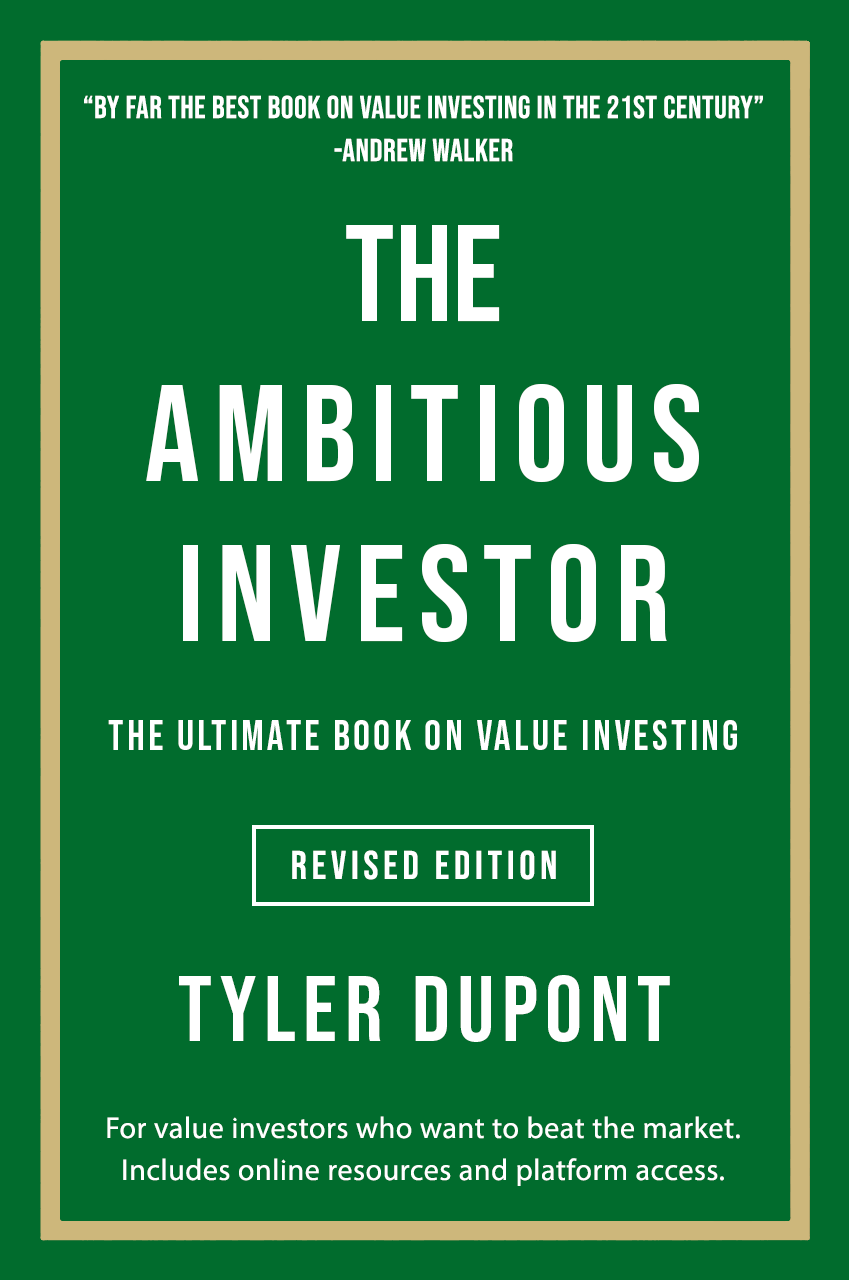 “BY FAR THE BEST BOOK ON VALUE INVESTING IN THE 21ST CENTURY”
-ANDREW WALKER
THE
AMBITIOUS
INVESTOR
THE ULTIMATE BOOK ON VALUE INVESTING
REVISED EDITION
TYLER DUPONT
For value investors who want to beat the market.
Includes online resources and platform access.